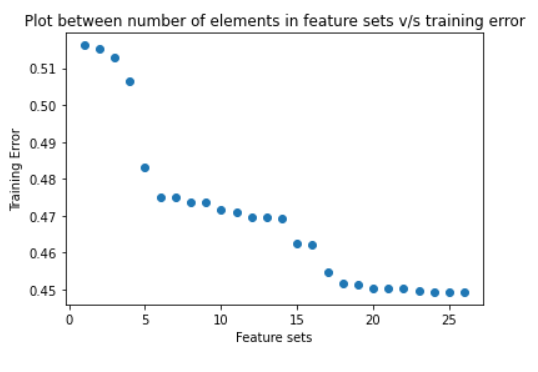 Plot between number of elements in feature sets v/s training error
0.51
0.50
0.49
0.48
0.47
0.46
0.45
Training Error
0 5 10 15 20 25
Feature sets